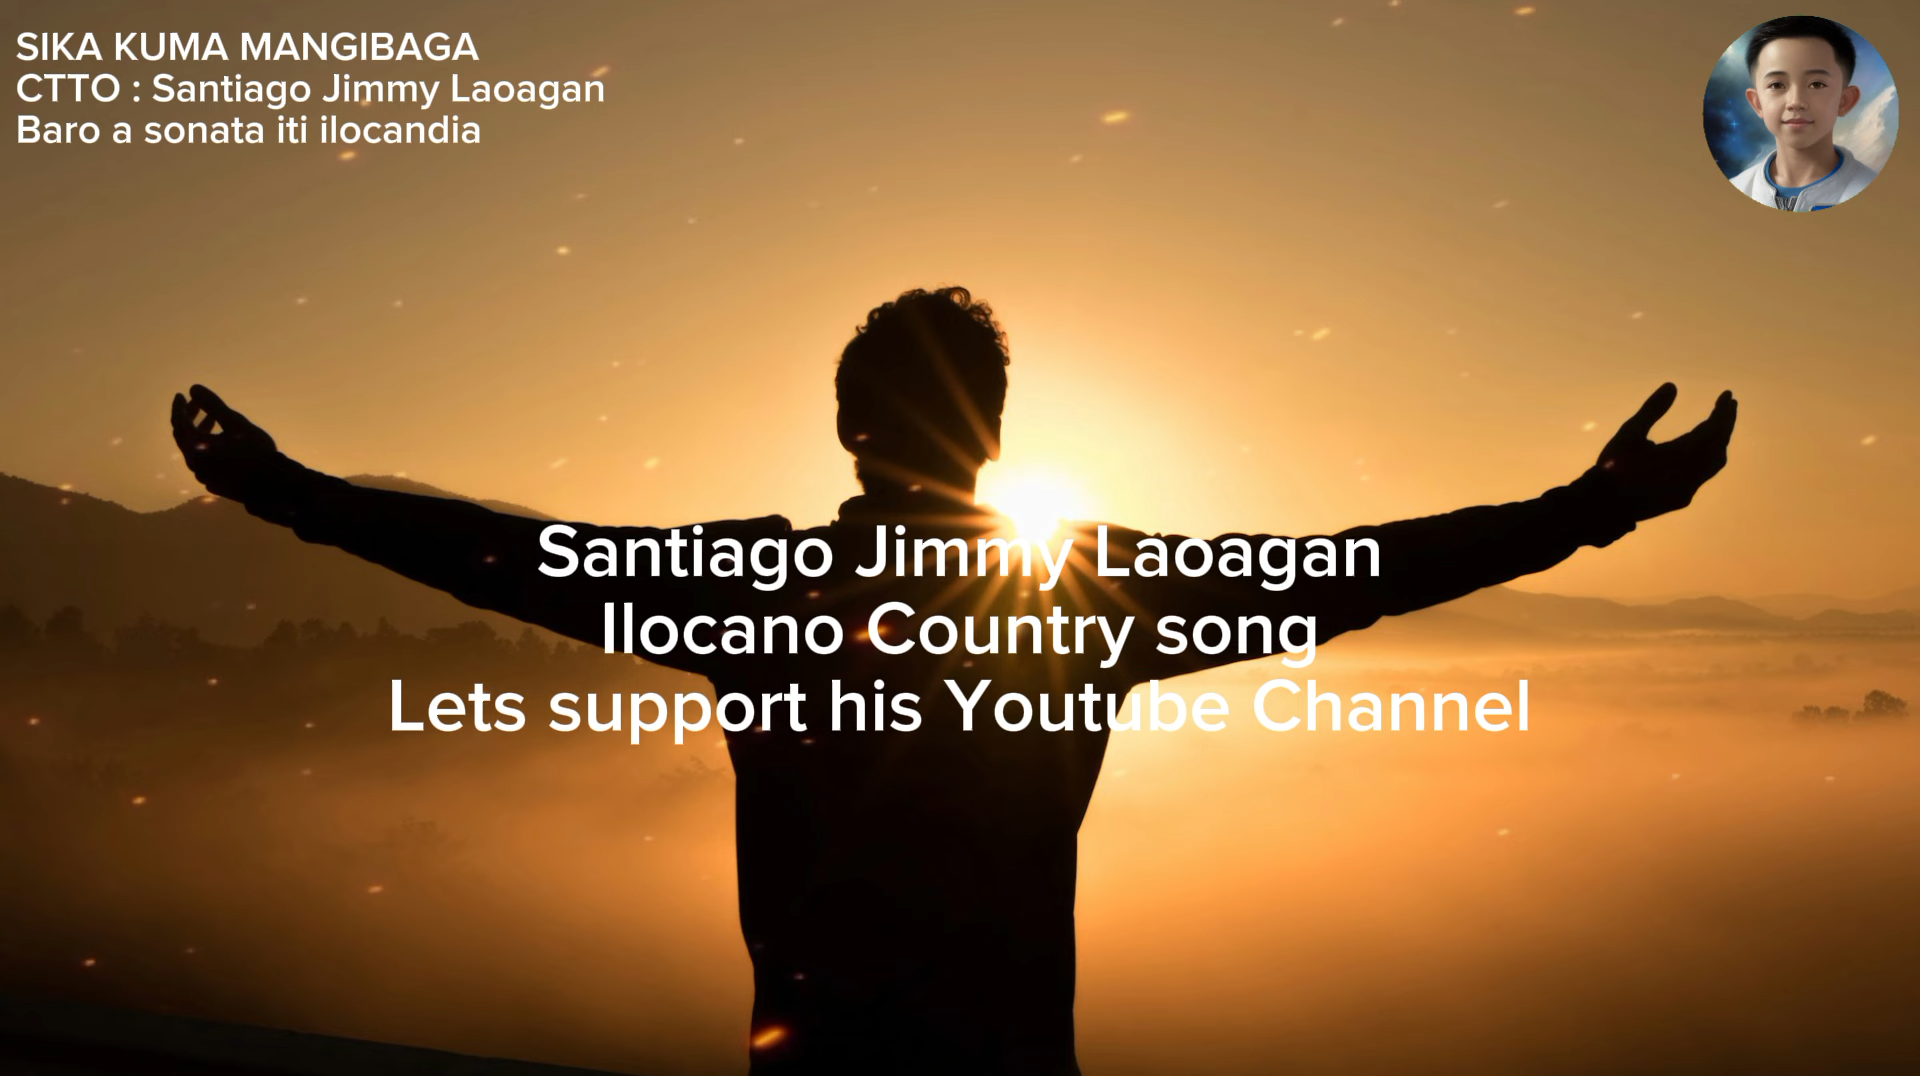 SIKA KUMA MANGIBAGA
CTTO : Santiago Jimmy Laoagan
Baro a sonata iti ilocandia
Santiago Jimmy Laoagan
Ilocano Country song
Lets support his Youtube Channel